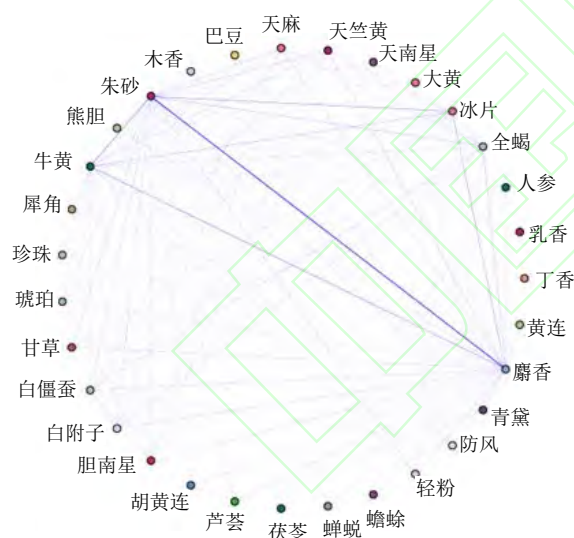 天麻
天竺黄
天南星
大黄
冰片
全蝎
人参
乳香
丁香
黄连
麝香
青黛
防风
轻粉
蟾蜍
蝉蜕
茯苓
芦荟
胡黄连
胆南星
白附子
白僵蚕
甘草
琥珀
珍珠
犀角
牛黄
熊胆
朱砂
木香
巴豆